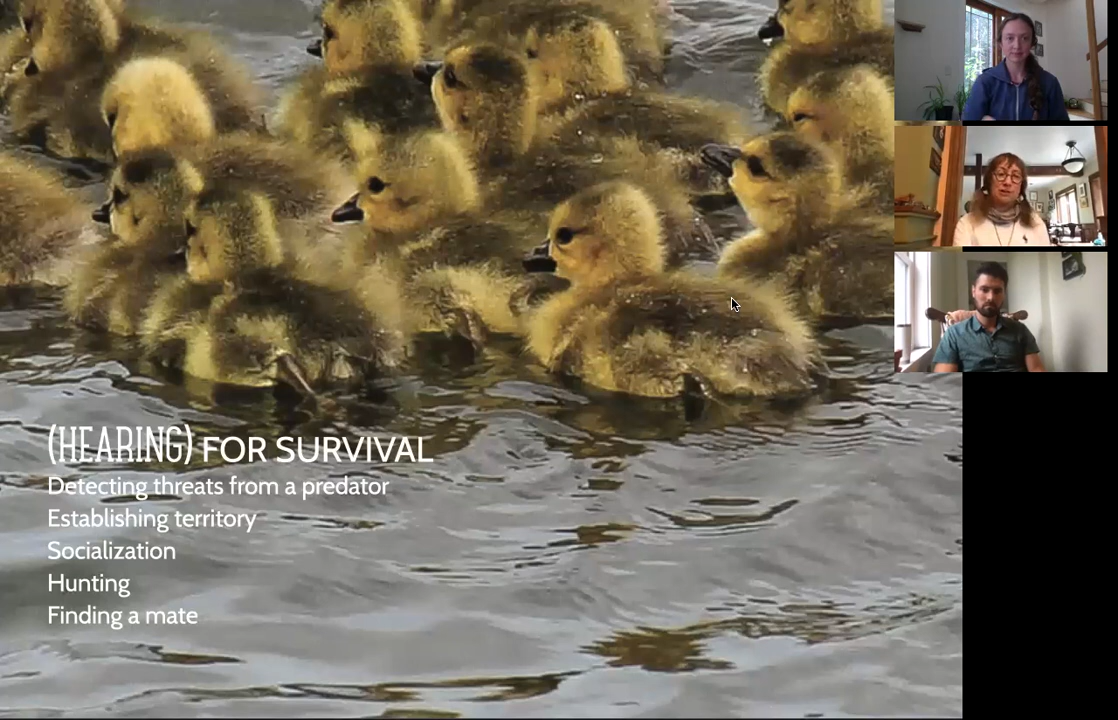 (HEARING) FOR SURVIVAL
Detecting threats from a predator
Establishing territory
Socialization
Hunting
Finding a mate